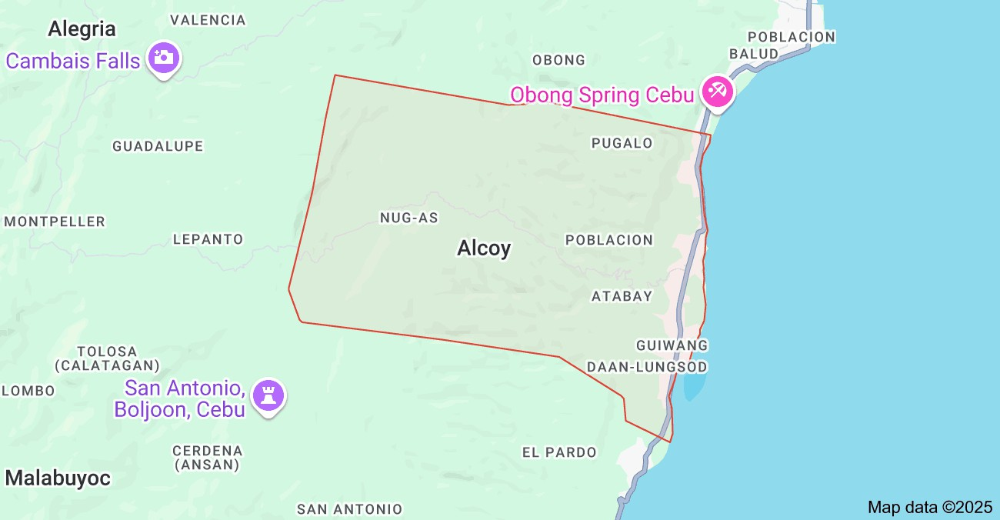 VALENCIA
Alegria
POBLACION
BALUD
Cambais Falls
OBONG
Obong Spring Cebu
GUADALUPE
PUGALO
MONTPELLER
NUG-AS
LEPANTO
POBLACION
Alcoy
ATABAY
GUIWANG
TOLOSA
(CALATAGAN)
DAAN-LUNGSOD
LOMBO
San Antonio,
Boljoon, Cebu
CERDENA
(ANSAN)
EL PARDO
Malabuyoc
SAN ANTONIO
Map data ©2025